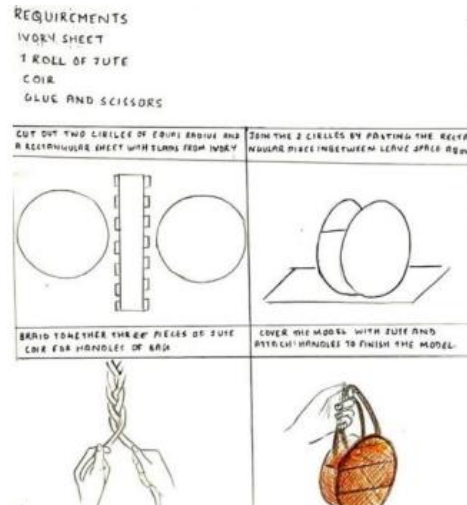 REQUIREMENTS
IVORY SHEET
1 ROLL OF JUTE
COIR
GLUE AND SCISSORS
CUT OUT TWO CIRCLES OF EQUAL RADIUS AND
A RECTANGULAR SHEET WITH FROM IVORY
JOIN THE 2 CIRCLES BY PASTING THE RECTA
NGULAR PIECE INBETWEEN LEAVE SPACE ABOV
BRAID TOGETHER THREE PIECES OF JUTE
COIR FOR HANDLES OF BAG
COVER THE MODEL WITH JUTE AND
ATTACH HANDLES TO FINISH THE MODEL